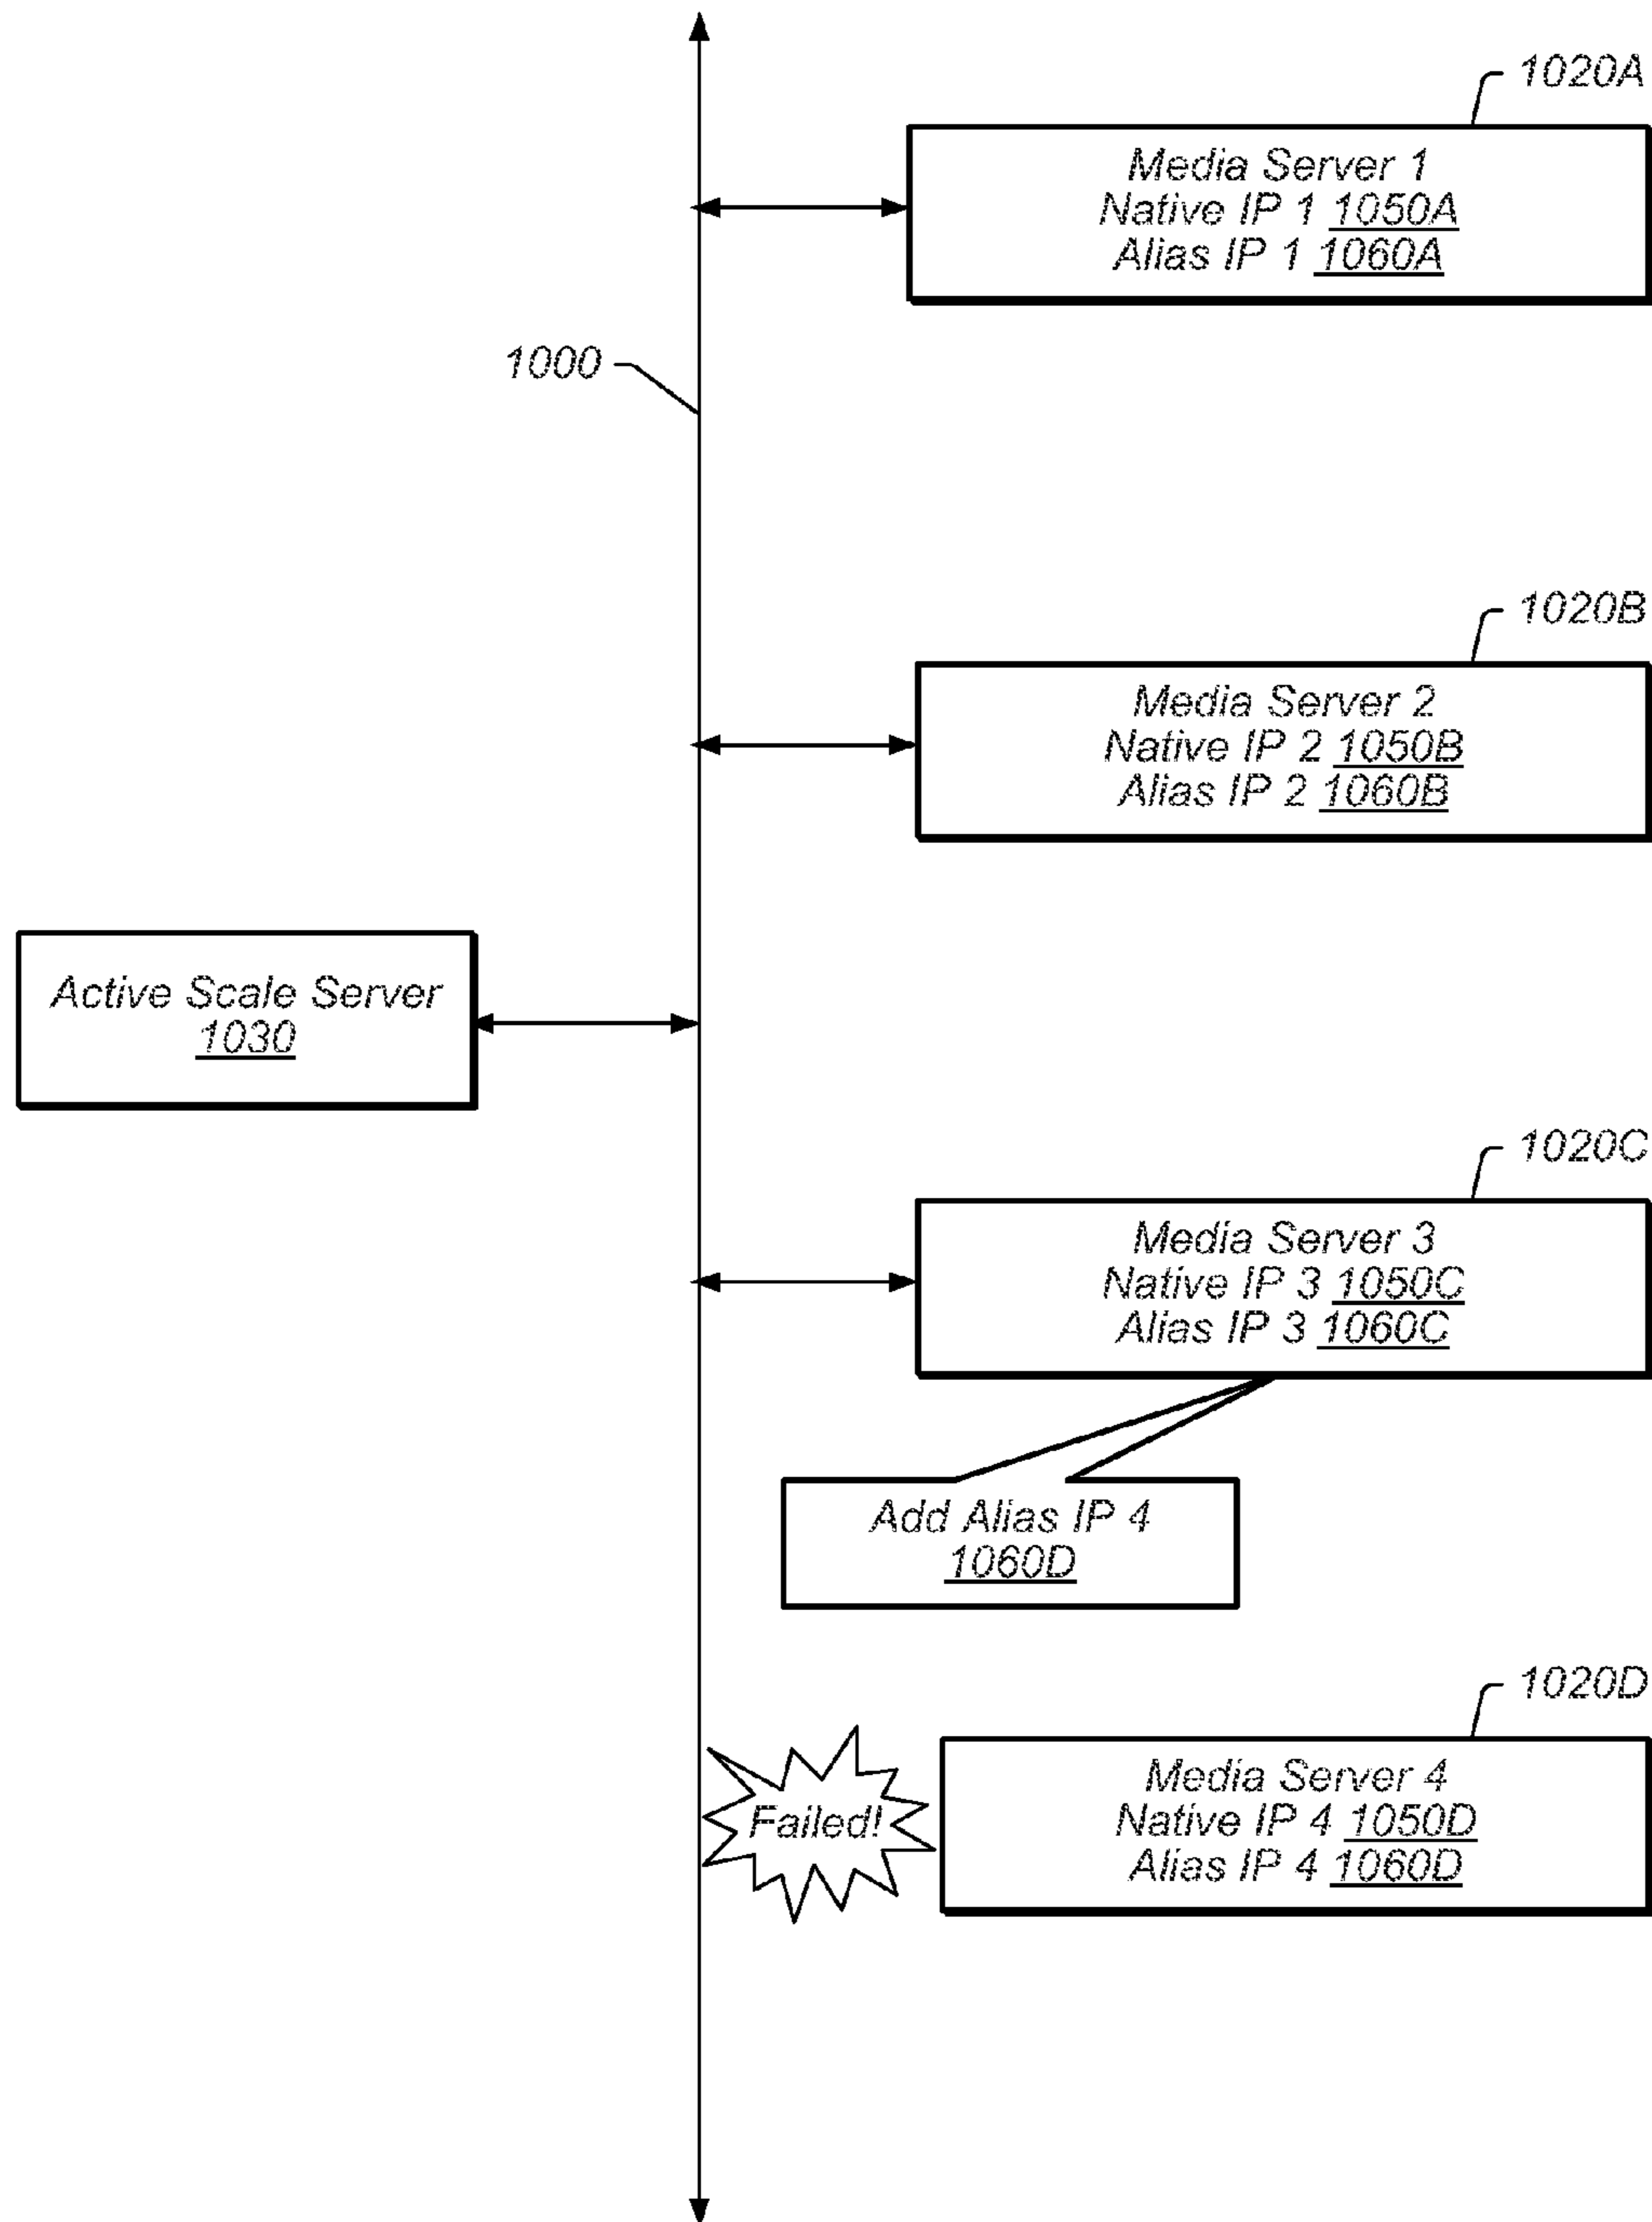 1020A
Media Server 1
Native IP 1 1050A
Alias IP 1 1060A
1000
1020B
Media Server 2
Native IP 2 1050B
Alias IP 2 1060B
Active Scale Server
1030
1020C
Media Server 3
Native IP 3 1050C
Alias IP 3 1060C
Add Alias IP 4
1060D
1020D
Media Server 4
Native IP 4 1050D
Alias IP 4 1060D
Failed!